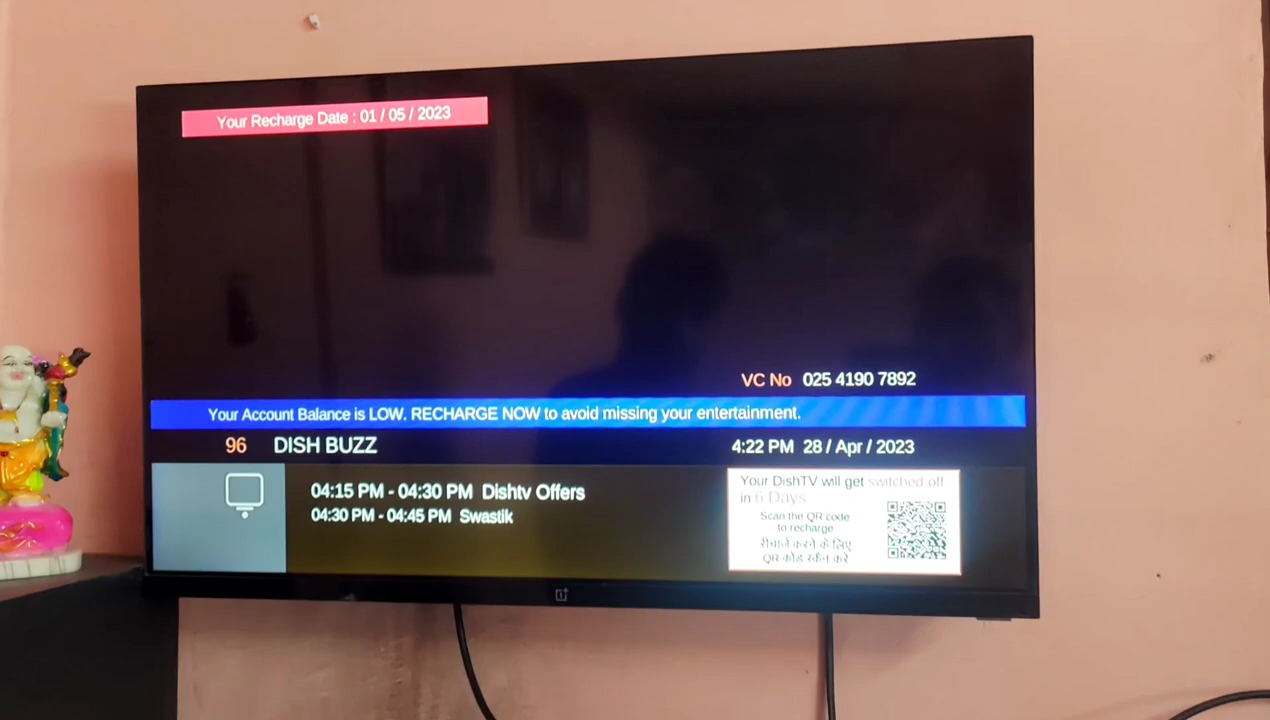 Your Recharge Date : 01 / 05 / 2023
VC No 025 4190 7892
Your Account Balance is LOW. RECHARGE NOW to avoid missing your entertainment.
96 DISH BUZZ 4:22 PM 28 / Apr / 2023
04:15 PM - 04:30 PM Dishtv Offers
04:30 PM - 04:45 PM Swastik
Your DishTV will get switched off
in 6 Days
Scan the QR code
to recharge
रीचार्ज करने के लिए
QR कोड स्कैन करें